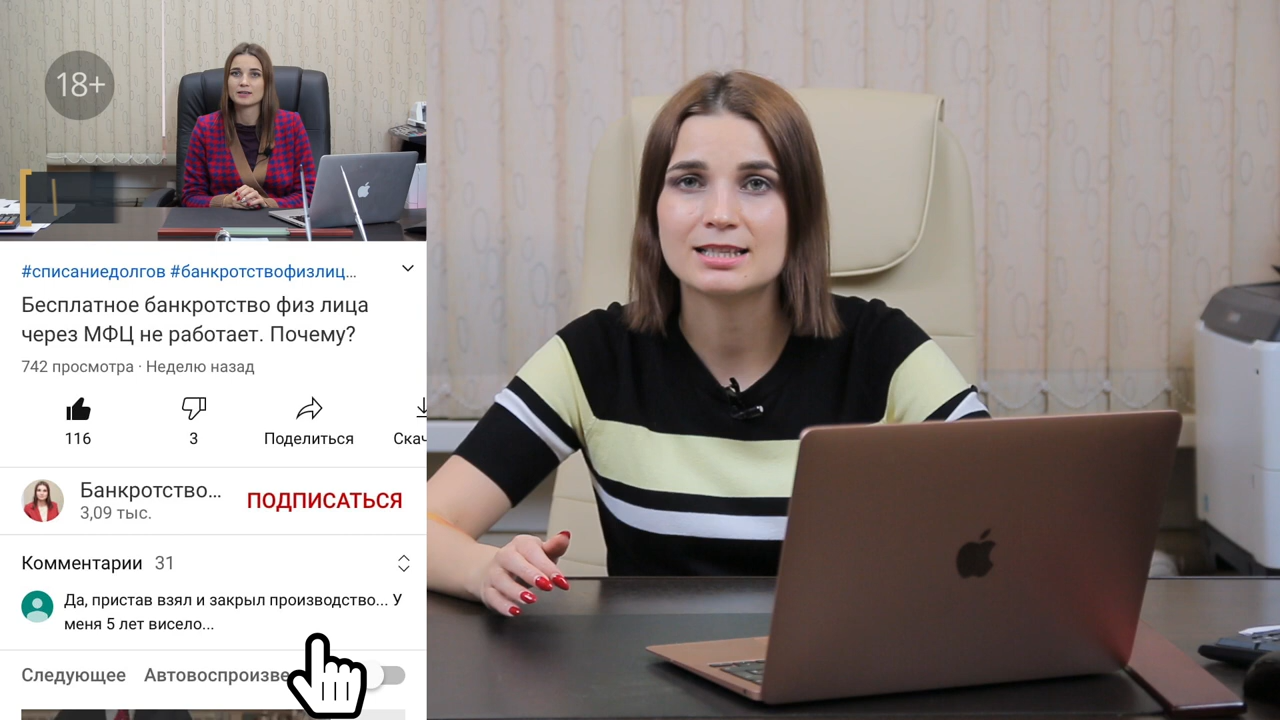 18+
#списаниедолгов #банкротствофизлиц...
Бесплатное банкротство физ лица
через МФЦ не работает. Почему?
742 просмотра · Неделю назад
116
3
Поделиться
Скач
Банкротство...
3,09 тыс.
ПОДПИСАТЬСЯ
Комментарии 31
Да, пристав взял и закрыл производство... У
меня 5 лет висело...
Следующее Автовоспроизве